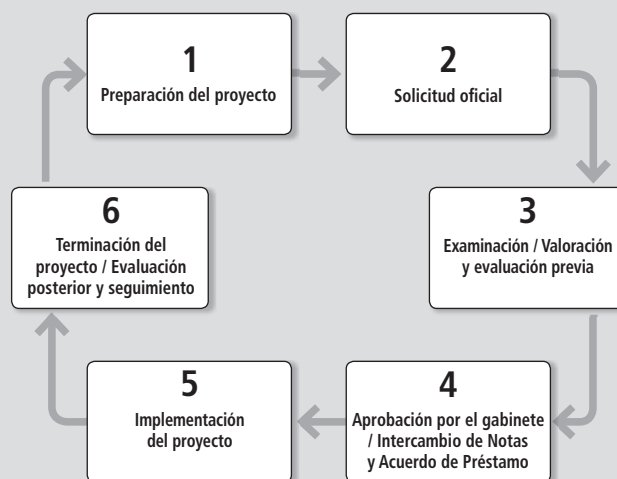 1
Preparación del proyecto
2
Solicitud oficial
3
Examinación / Valoración
y evaluación previa
4
Aprobación por el gabinete
/ Intercambio de Notas
y Acuerdo de Préstamo
5
Implementación
del proyecto
6
Terminación del
proyecto / Evaluación
posterior y seguimiento